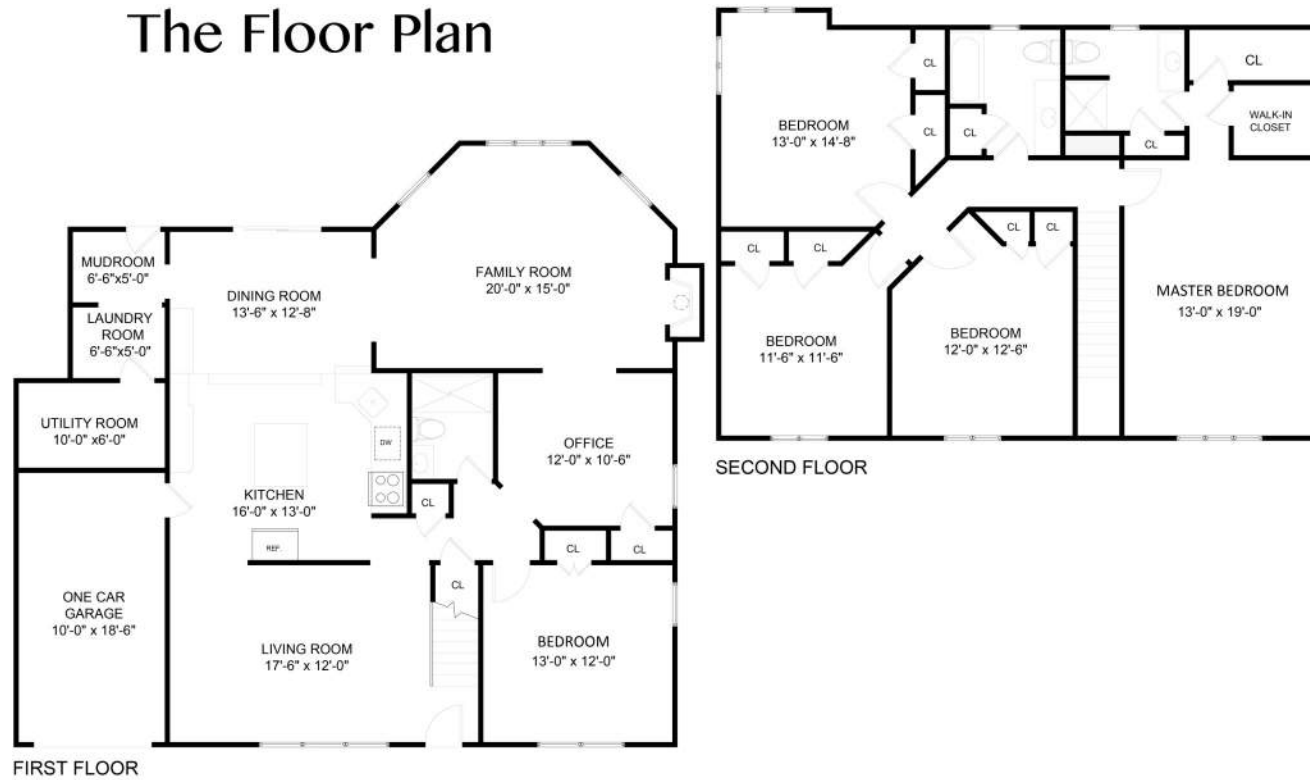 The Floor Plan
MUDROOM
6'-6"x5'-0"
LAUNDRY
ROOM
6'-6"x5'-0"
UTILITY ROOM
10'-0" x6'-0"
ONE CAR
GARAGE
10'-0" x 18'-6"
DINING ROOM
13'-6" x 12'-8"
FAMILY ROOM
20'-0" x 15'-0"
KITCHEN
16'-0" x 13'-0"
DW
REF.
OFFICE
12'-0" x 10'-6"
CL
CL
CL
CL
LIVING ROOM
17'-6" x 12'-0"
BEDROOM
13'-0" x 12'-0"
FIRST FLOOR
BEDROOM
13'-0" x 14'-8"
CL
CL
CL
CL
CL
WALK-IN
CLOSET
CL
CL
CL
CL
BEDROOM
11'-6" x 11'-6"
BEDROOM
12'-0" x 12'-6"
MASTER BEDROOM
13'-0" x 19'-0"
SECOND FLOOR